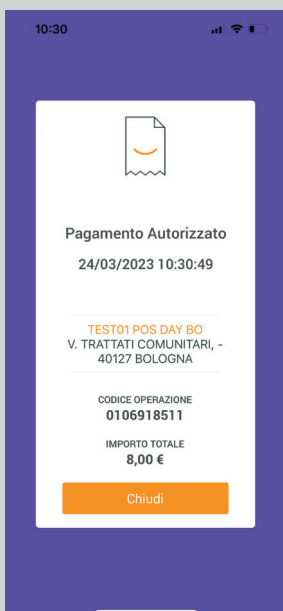 10:30
Pagamento Autorizzato
24/03/2023 10:30:49
TEST01 POS DAY BO
V. TRATTATI COMUNITARI, -
40127 BOLOGNA
CODICE OPERAZIONE
0106918511
IMPORTO TOTALE
8,00 €
Chiudi